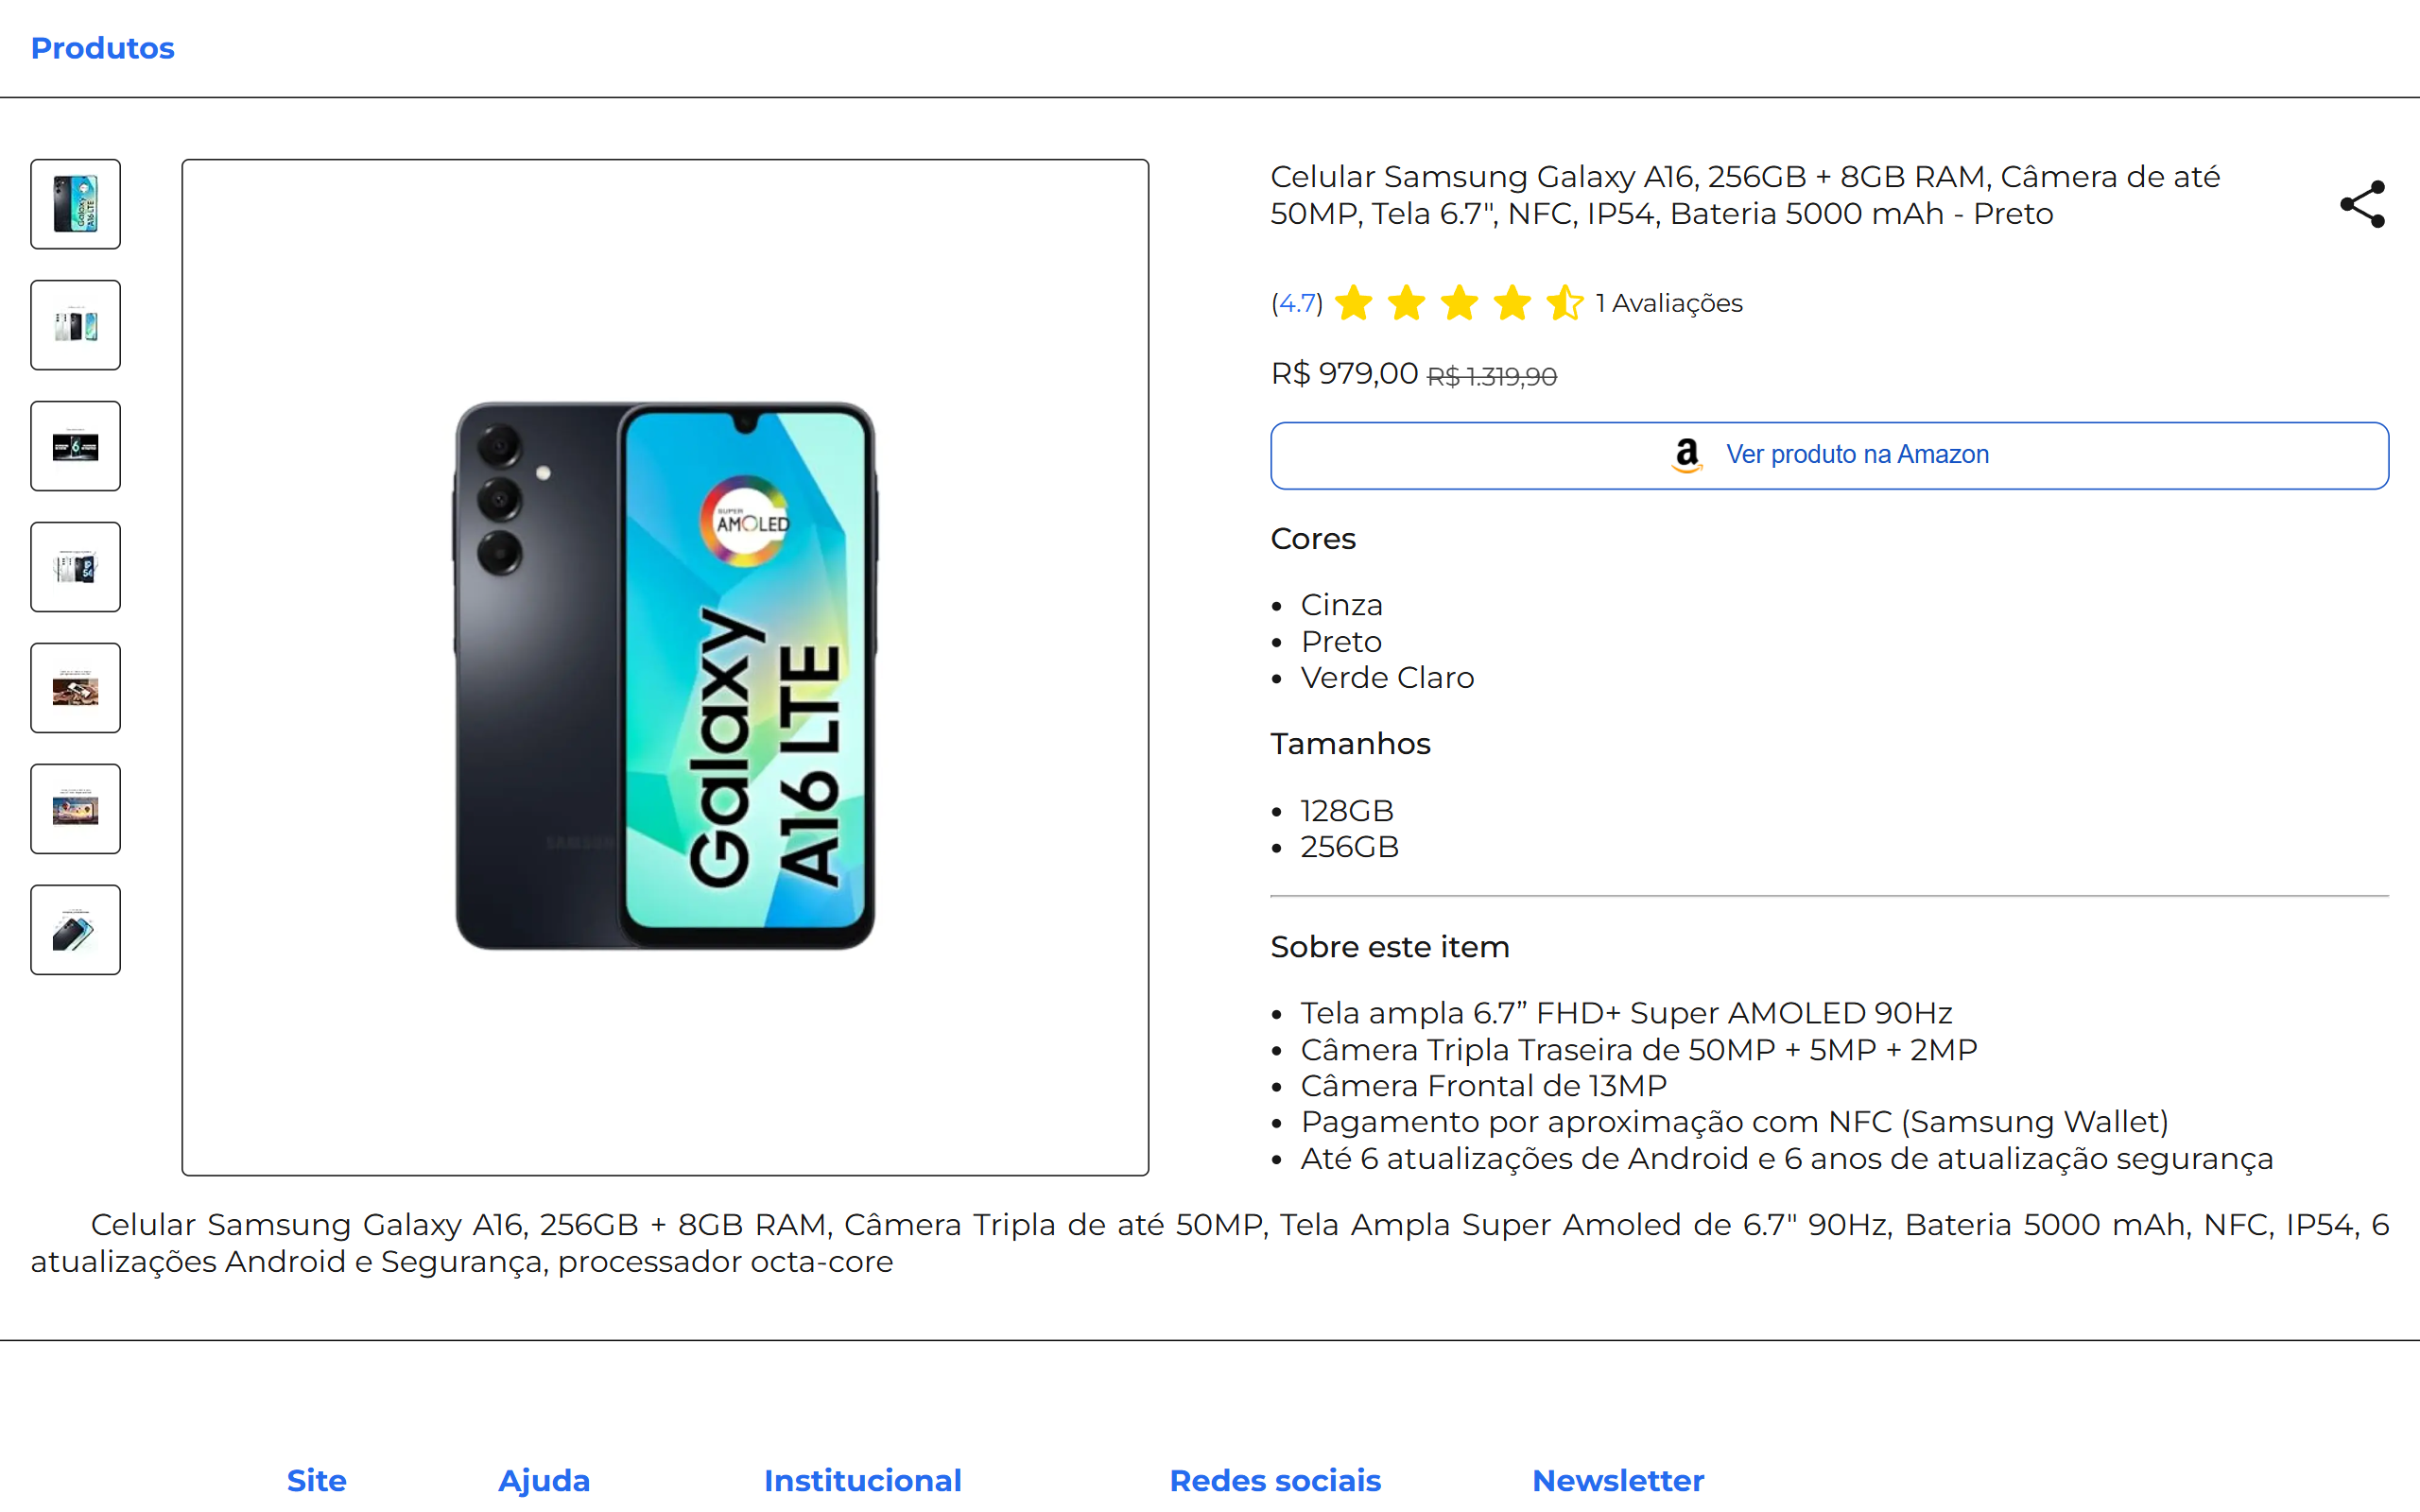 Produtos
Celular Samsung Galaxy A16, 256GB + 8GB RAM, Câmera de até
50MP, Tela 6.7", NFC, IP54, Bateria 5000 mAh - Preto
(4.7) 1 Avaliações
R$ 979,00 R$ 1.319,90
a Ver produto na Amazon
Cores
Cinza
Preto
Verde Claro
Tamanhos
128GB
256GB
Sobre este item
Tela ampla 6.7” FHD+ Super AMOLED 90Hz
Câmera Tripla Traseira de 50MP + 5MP + 2MP
Câmera Frontal de 13MP
Pagamento por aproximação com NFC (Samsung Wallet)
Até 6 atualizações de Android e 6 anos de atualização segurança
SUPER
AMOLED
Galaxy
A16 LTE
SAMSUNG
Galaxy
A16 LTE
Celular Samsung Galaxy A16, 256GB + 8GB RAM, Câmera Tripla de até 50MP, Tela Ampla Super Amoled de 6.7" 90Hz, Bateria 5000 mAh, NFC, IP54, 6
atualizações Android e Segurança, processador octa-core
Site Ajuda Institucional Redes sociais Newsletter